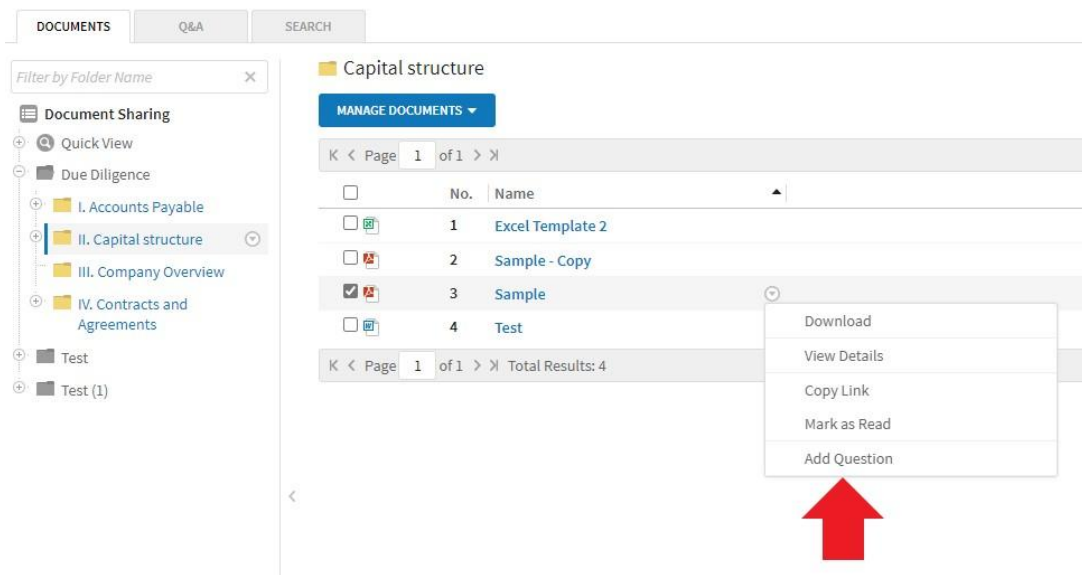 DOCUMENTS Q&A SEARCH
Filter by Folder Name
Document Sharing
Quick View
Due Diligence
I. Accounts Payable
II. Capital structure
III. Company Overview
IV. Contracts and
Agreements
Test
Test (1)
Capital structure
MANAGE DOCUMENTS
Page 1 of 1
No. Name
1 Excel Template 2
2 Sample - Copy
3 Sample
4 Test
Page 1 of 1 Total Results: 4
Download
View Details
Copy Link
Mark as Read
Add Question